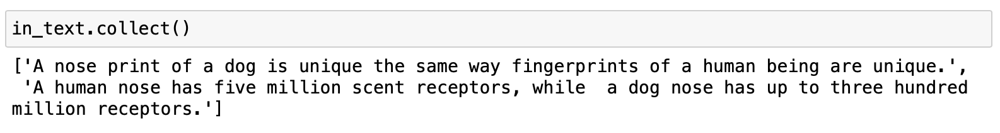 in_text.collect()
['A nose print of a dog is unique the same way fingerprints of a human being are unique.',
 'A human nose has five million scent receptors, while  a dog nose has up to three hundred
million receptors.']